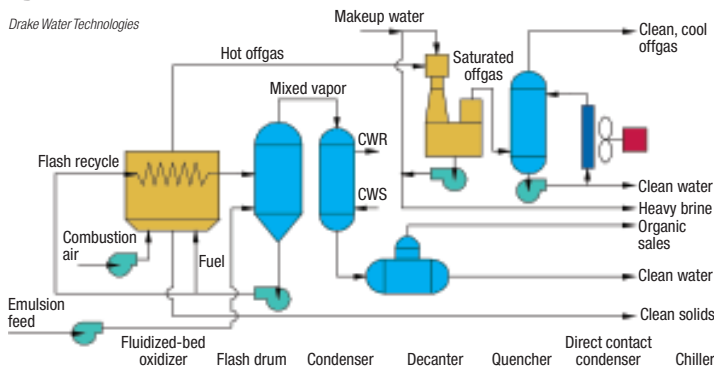 Drake Water Technologies
Makeup water
Clean, cool
offgas
Hot offgas
Saturated
offgas
Mixed vapor
CWR
Flash recycle
CWS
Clean water
Heavy brine
Organic
sales
Combustion
air
Fuel
Clean water
Emulsion
feed
Clean solids
Fluidized-bed
oxidizer
Flash drum
Condenser
Decanter
Quencher
Direct contact
condenser
Chiller